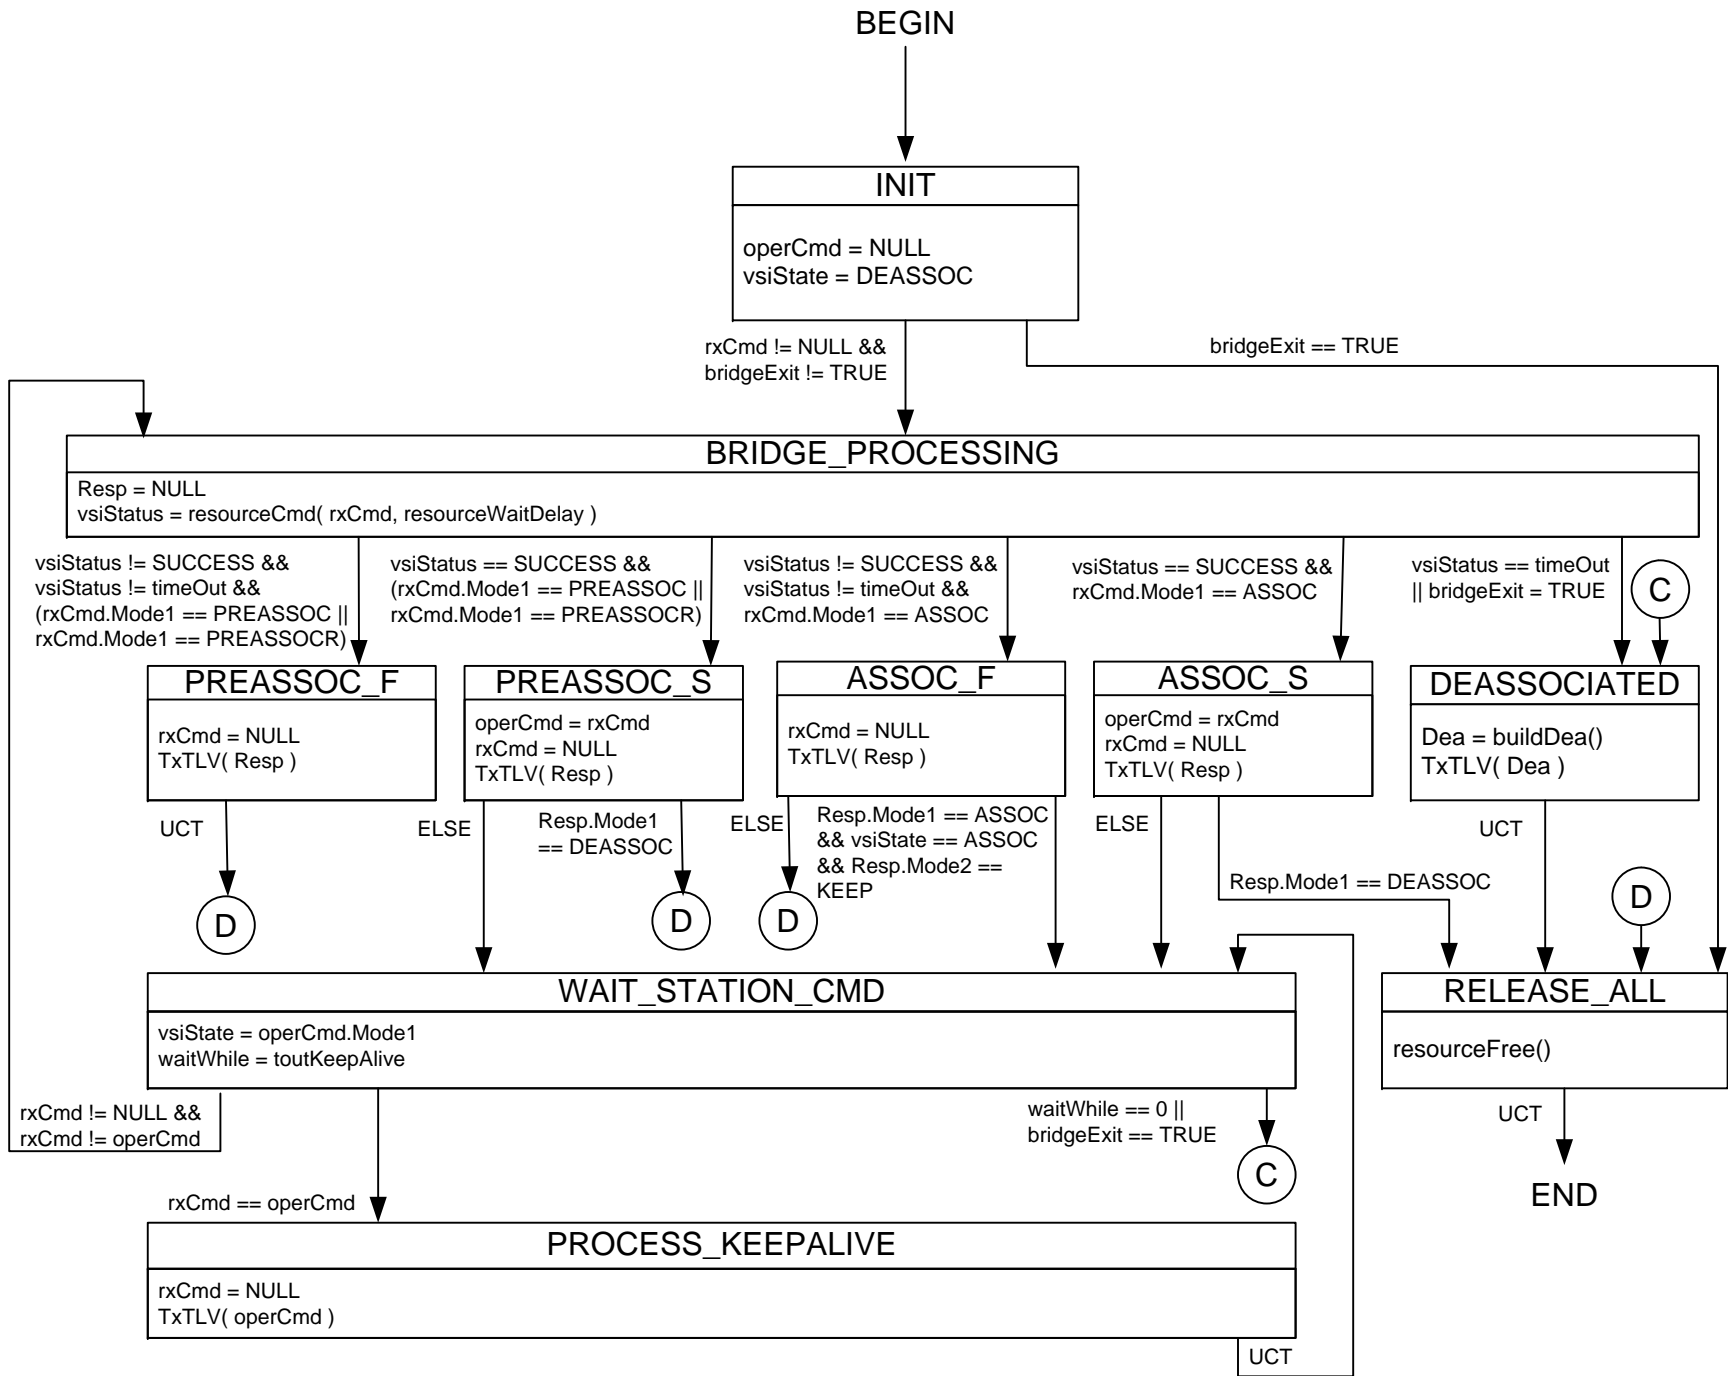 BEGIN
INIT
operCmd = NULL
vsiState = DEASSOC
rxCmd != NULL &&
bridgeExit != TRUE
bridgeExit == TRUE
BRIDGE_PROCESSING
Resp = NULL
vsiStatus = resourceCmd( rxCmd, resourceWaitDelay )
vsiStatus != SUCCESS &&
vsiStatus != timeOut &&
(rxCmd.Mode1 == PREASSOC ||
rxCmd.Mode1 == PREASSOCR)
vsiStatus == SUCCESS &&
(rxCmd.Mode1 == PREASSOC ||
rxCmd.Mode1 == PREASSOCR)
vsiStatus != SUCCESS &&
vsiStatus != timeOut &&
rxCmd.Mode1 == ASSOC
vsiStatus == SUCCESS &&
rxCmd.Mode1 == ASSOC
vsiStatus == timeOut
|| bridgeExit = TRUE
C
PREASSOC_F
rxCmd = NULL
TxTLV( Resp )
PREASSOC_S
operCmd = rxCmd
rxCmd = NULL
TxTLV( Resp )
ASSOC_F
rxCmd = NULL
TxTLV( Resp )
ASSOC_S
operCmd = rxCmd
rxCmd = NULL
TxTLV( Resp )
DEASSOCIATED
Dea = buildDea()
TxTLV( Dea )
UCT
ELSE
Resp.Mode1
== DEASSOC
ELSE
Resp.Mode1 == ASSOC
&& vsiState == ASSOC
&& Resp.Mode2 ==
KEEP
ELSE
Resp.Mode1 == DEASSOC
UCT
D
D
D
D
WAIT_STATION_CMD
vsiState = operCmd.Mode1
waitWhile = toutKeepAlive
RELEASE_ALL
resourceFree()
rxCmd != NULL &&
rxCmd != operCmd
waitWhile == 0 ||
bridgeExit == TRUE
UCT
C
END
rxCmd == operCmd
PROCESS_KEEPALIVE
rxCmd = NULL
TxTLV( operCmd )
UCT